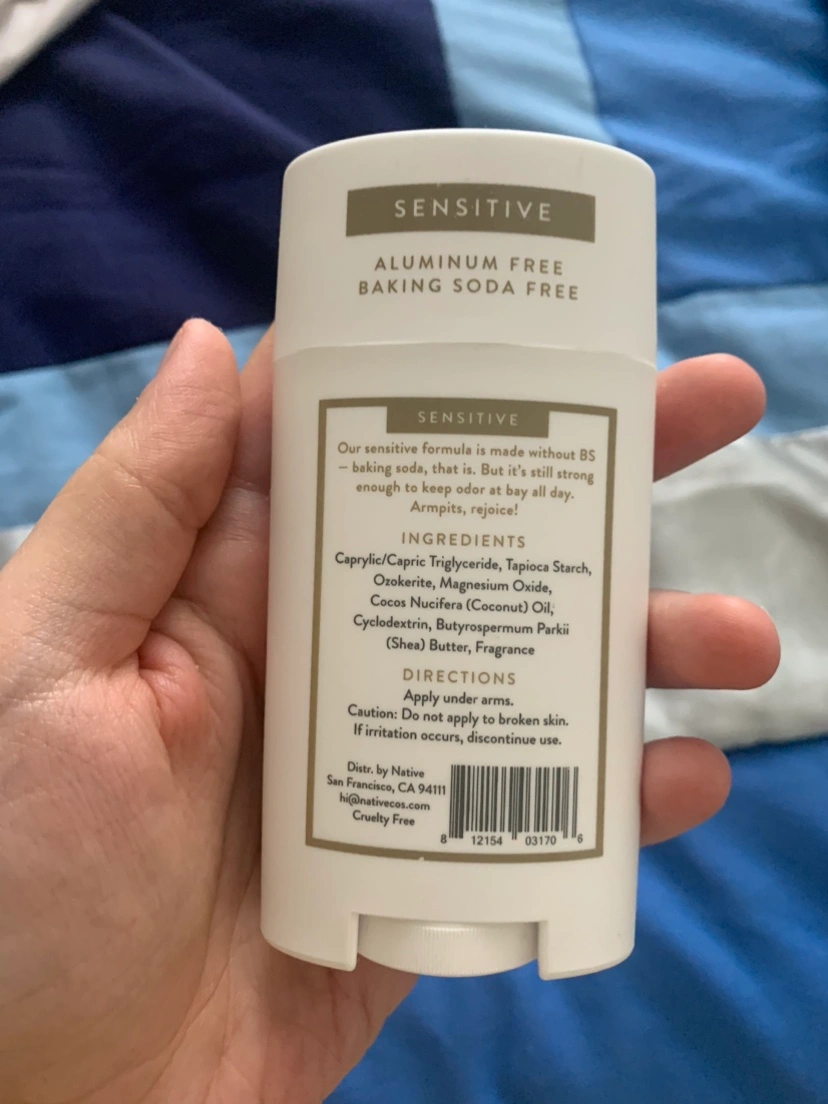 SENSITIVE
ALUMINUM FREE
BAKING SODA FREE
SENSITIVE
Our sensitive formula is made without BS
– baking soda, that is. But it's still strong
enough to keep odor at bay all day.
Armpits, rejoice!
INGREDIENTS
Caprylic/Capric Triglyceride, Tapioca Starch,
Ozokerite, Magnesium Oxide,
Cocos Nucifera (Coconut) Oil,
Cyclodextrin, Butyrospermum Parkii
(Shea) Butter, Fragrance
DIRECTIONS
Apply under arms.
Caution: Do not apply to broken skin.
If irritation occurs, discontinue use.
Distr. by Native
San Francisco, CA 94111
hi@nativecos.com
Cruelty Free
8 12154 03170 6